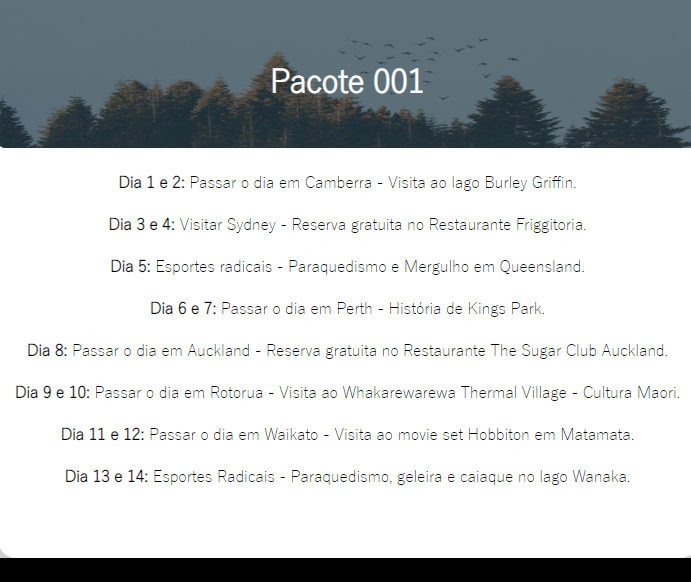 Pacote 001
Dia 1 e 2: Passar o dia em Camberra - Visita ao lago Burley Griffin.
Dia 3 e 4: Visitar Sydney - Reserva gratuita no Restaurante Friggitoria.
Dia 5: Esportes radicais - Paraquedismo e Mergulho em Queensland.
Dia 6 e 7: Passar o dia em Perth - História de Kings Park.
Dia 8: Passar o dia em Auckland - Reserva gratuita no Restaurante The Sugar Club Auckland.
Dia 9 e 10: Passar o dia em Rotorua - Visita ao Whakarewarewa Thermal Village - Cultura Maori.
Dia 11 e 12: Passar o dia em Waikato - Visita ao movie set Hobbiton em Matamata.
Dia 13 e 14: Esportes Radicais - Paraquedismo, geleira e caiaque no lago Wanaka.